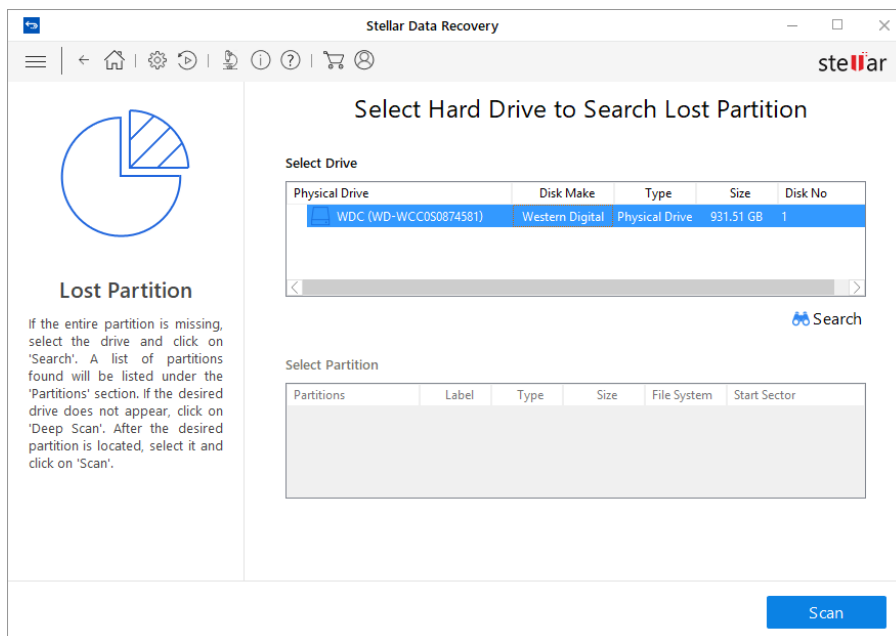 Stellar Data Recovery
stellar
Select Hard Drive to Search Lost Partition
Select Drive
Physical Drive Disk Make Type Size Disk No
WDC (WD-WCC0S0874581) Western Digital Physical Drive 931.51 GB 1
Search
Lost Partition
If the entire partition is missing,
select the drive and click on
'Search'. A list of partitions
found will be listed under the
'Partitions' section. If the desired
drive does not appear, click on
'Deep Scan'. After the desired
partition is located, select it and
click on 'Scan'.
Select Partition
Partitions Label Type Size File System Start Sector
Scan